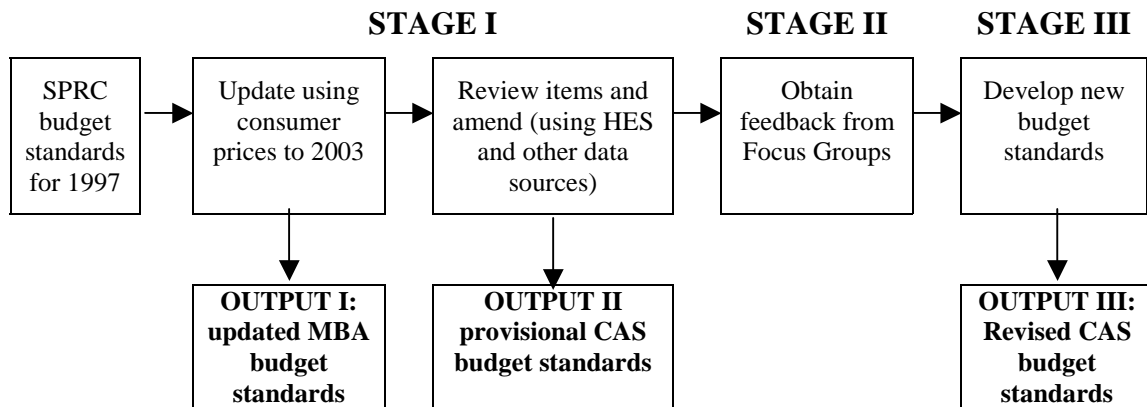 STAGE I
STAGE II
STAGE III
SPRC
budget
standards
for 1997
Update using
consumer
prices to 2003
Review items and
amend (using HES
and other data
sources)
Obtain
feedback from
Focus Groups
Develop new
budget
standards
OUTPUT I:
updated MBA
budget
standards
OUTPUT II
provisional CAS
budget standards
OUTPUT III:
Revised CAS
budget
standards